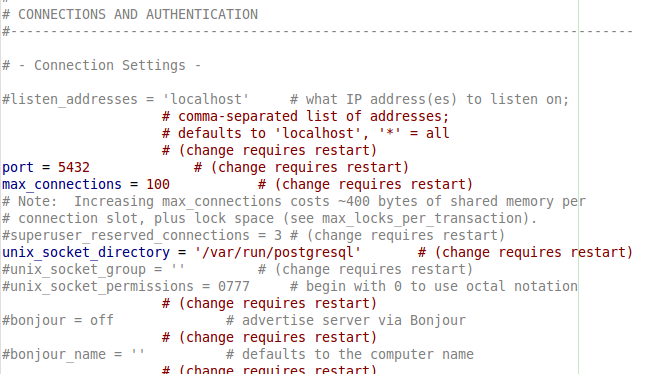 # CONNECTIONS AND AUTHENTICATION
#------------------------------------------------------------------------------
# - Connection Settings -
#listen_addresses = 'localhost'     # what IP address(es) to listen on;
                    # comma-separated list of addresses;
                    # defaults to 'localhost', '*' = all
                    # (change requires restart)
port = 5432             # (change requires restart)
max_connections = 100           # (change requires restart)
# Note:  Increasing max_connections costs ~400 bytes of shared memory per
# connection slot, plus lock space (see max_locks_per_transaction).
#superuser_reserved_connections = 3 # (change requires restart)
unix_socket_directory = '/var/run/postgresql'       # (change requires restart)
#unix_socket_group = ''         # (change requires restart)
#unix_socket_permissions = 0777     # begin with 0 to use octal notation
                    # (change requires restart)
#bonjour = off              # advertise server via Bonjour
                    # (change requires restart)
#bonjour_name = ''          # defaults to the computer name
                    # (change requires restart)